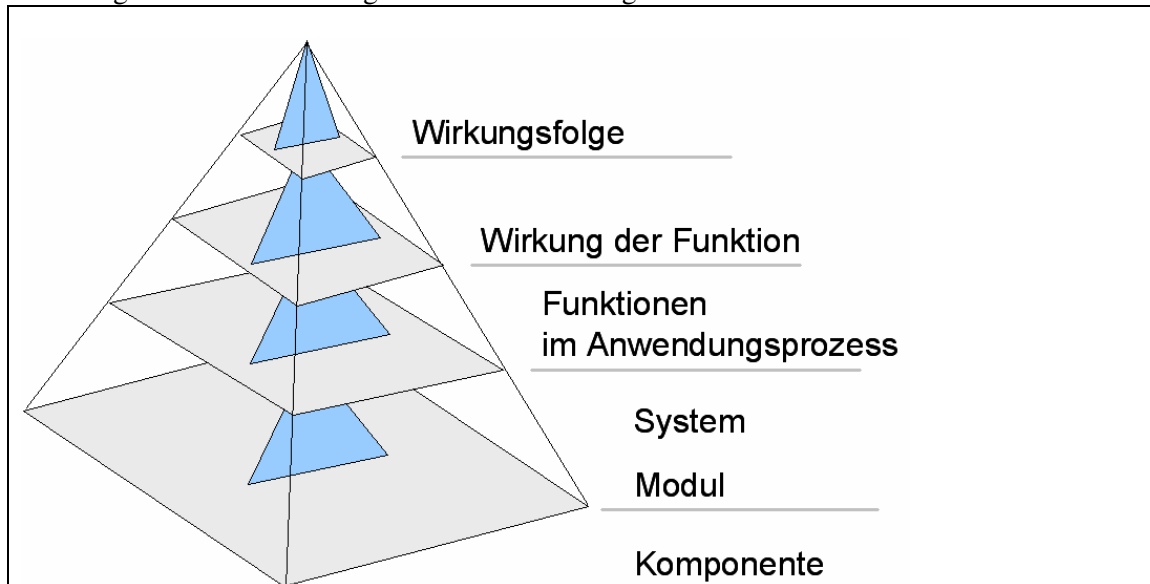 Wirkungsfolge
Wirkung der Funktion
Funktionen
im Anwendungsprozess
System
Modul
Komponente